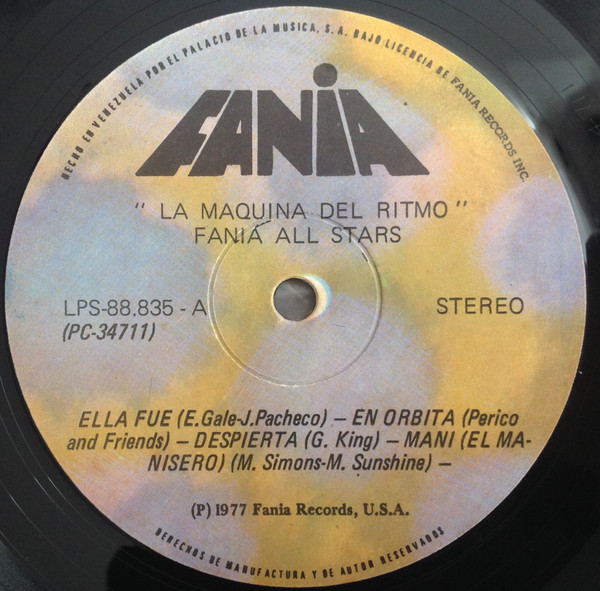 HECHO EN VENEZUELA POR EL PALACIO DE LA MUSICA, S.A. BAJO LICENCIA DE FANIA RECORDS INC.
FANIA
" LA MAQUINA DEL RITMO "
FANIA ALL STARS
LPS-88.835 - A
STEREO
(PC-34711)
ELLA FUE (E.Gale-J.Pacheco) – EN ORBITA (Perico
and Friends) – DESPIERTA (G. King) – MANI (EL MA-
NISERO) (M. Simons-M. Sunshine) –
(P) 1977 Fania Records, U.S.A.
DERECHOS DE MANUFACTURA Y DE AUTOR RESERVADOS